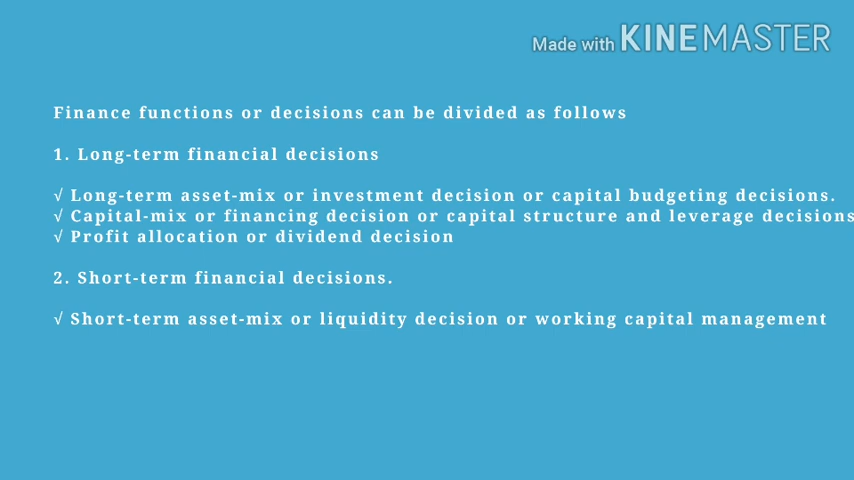 Made with KINEMASTER
Finance functions or decisions can be divided as follows
1. Long-term financial decisions
√ Long-term asset-mix or investment decision or capital budgeting decisions.
√ Capital-mix or financing decision or capital structure and leverage decisions
√ Profit allocation or dividend decision
2. Short-term financial decisions.
√ Short-term asset-mix or liquidity decision or working capital management